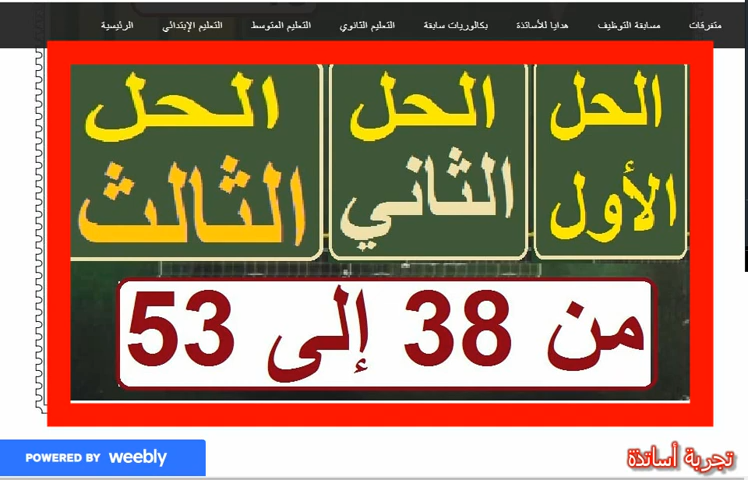 متفرقات مسابقة التوظيف هدايا للأساتذة بكالوريات سابقة التعليم الثانوي التعليم المتوسط التعليم الإبتدائي الرئيسية
الحل الأول
الحل الثاني
الحل الثالث
من 38 إلى 53
POWERED BY weebly
تجربة أساتذة